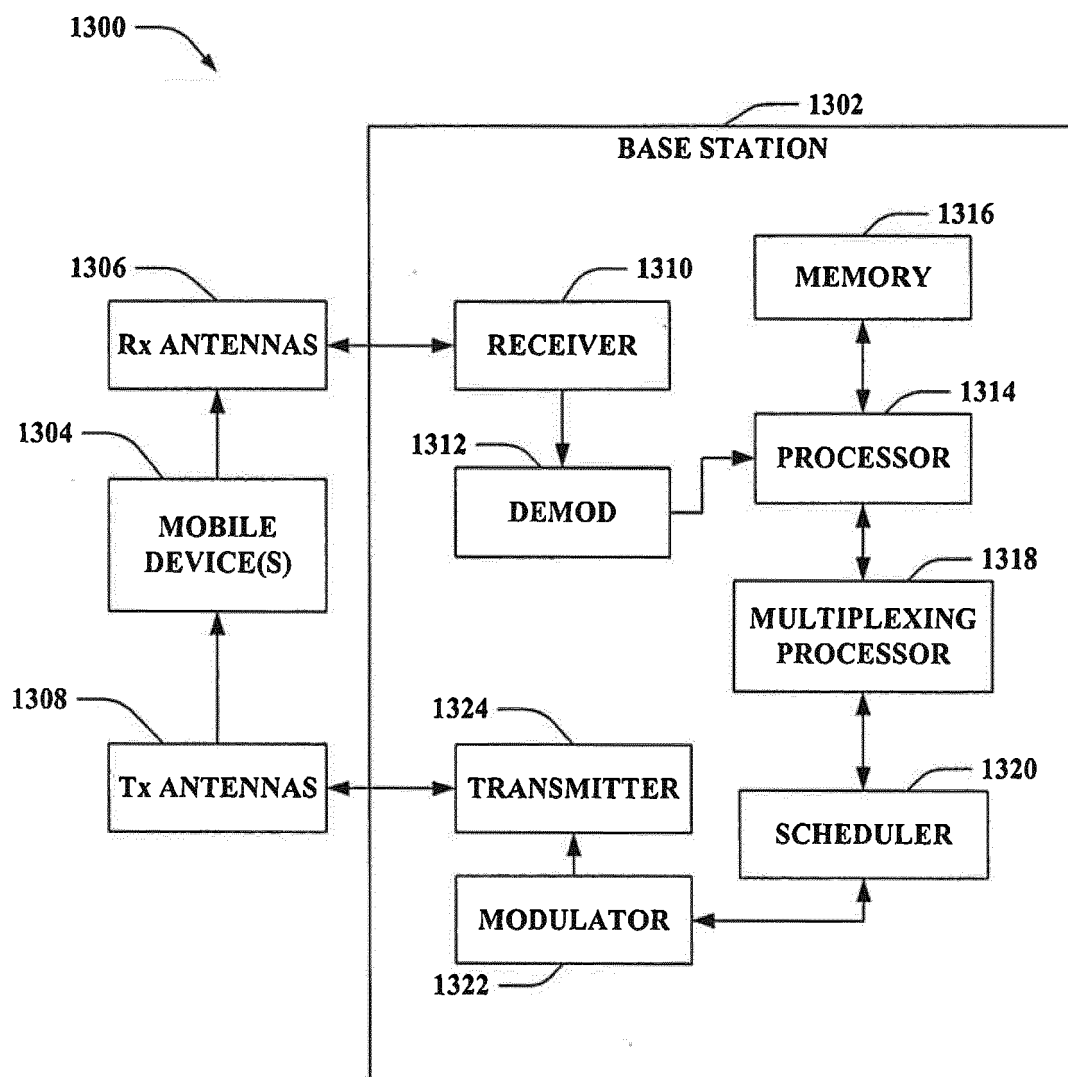 1300
1302
BASE STATION
1316
MEMORY
1306
Rx ANTENNAS
1310
RECEIVER
1314
PROCESSOR
1304
MOBILE
DEVICE(S)
1312
DEMOD
1318
MULTIPLEXING
PROCESSOR
1308
Tx ANTENNAS
1324
TRANSMITTER
1320
SCHEDULER
MODULATOR
1322